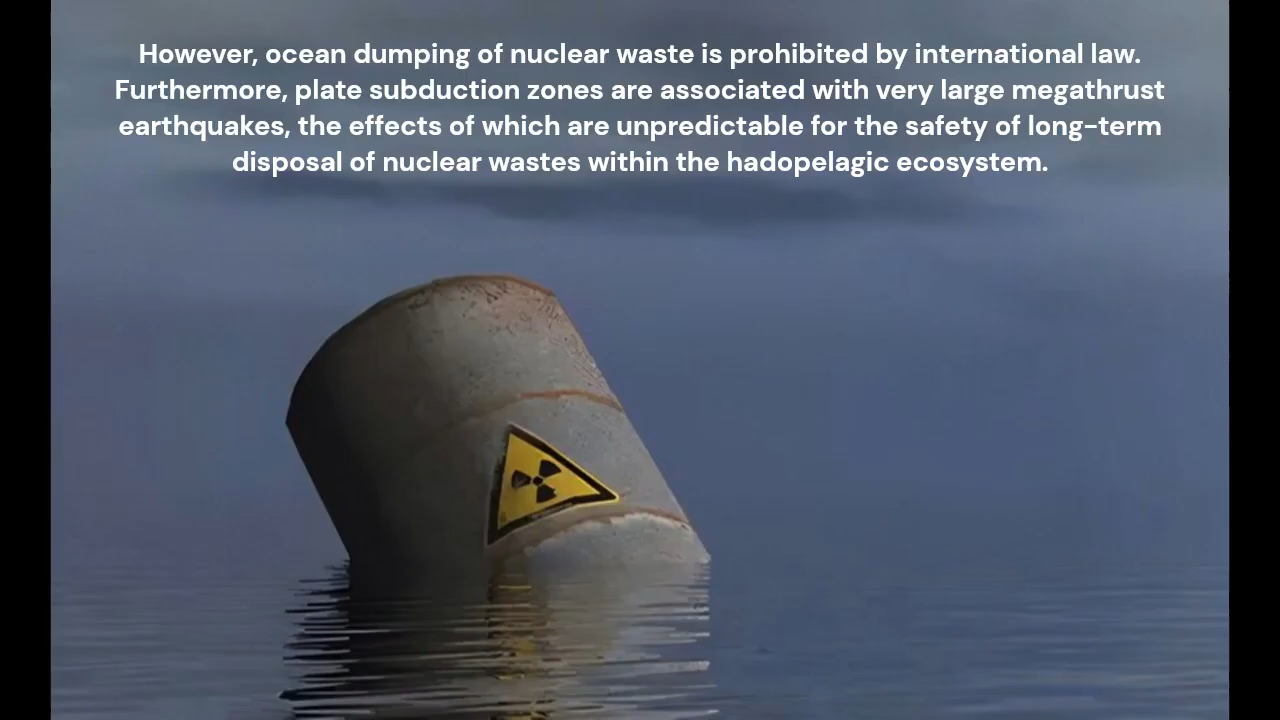 However, ocean dumping of nuclear waste is prohibited by international law.
Furthermore, plate subduction zones are associated with very large megathrust
earthquakes, the effects of which are unpredictable for the safety of long-term
disposal of nuclear wastes within the hadopelagic ecosystem.